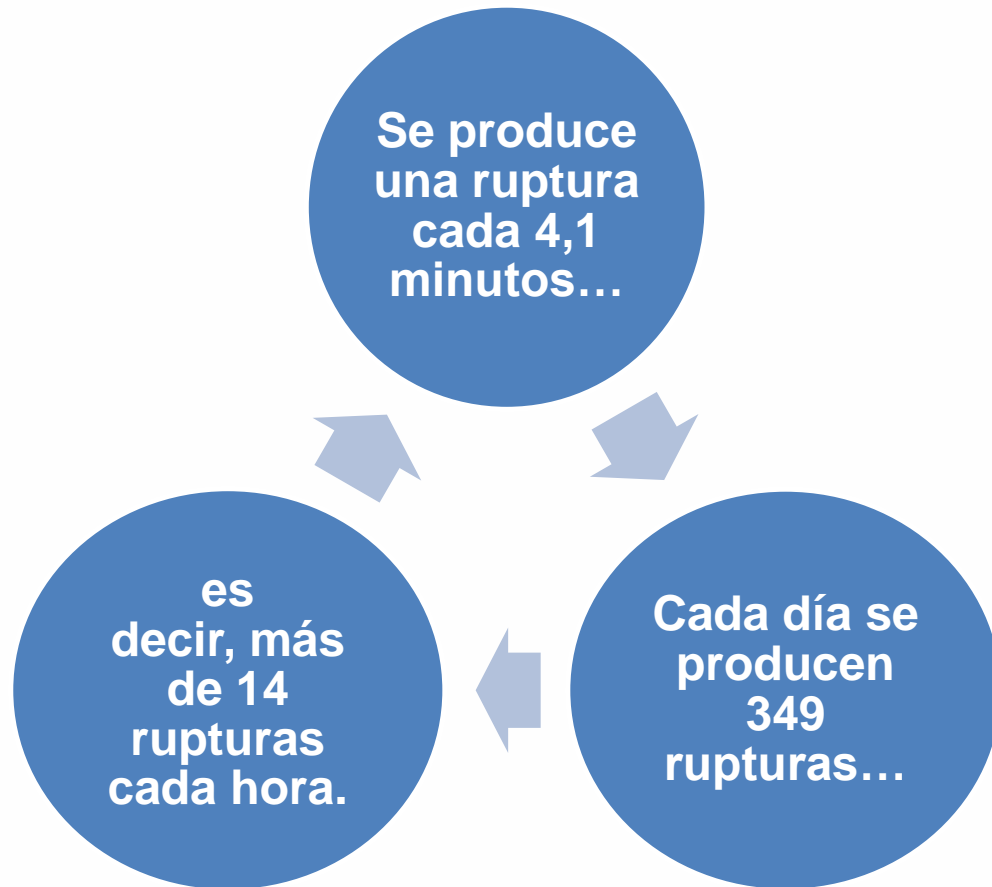 Se produce
una ruptura
cada 4,1
minutos…
Cada día se
producen
349
rupturas…
es
decir, más
de 14
rupturas
cada hora.